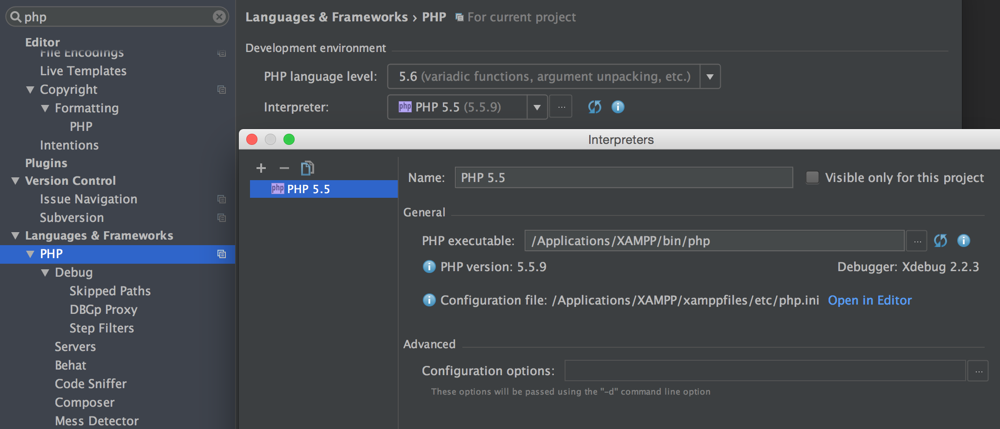 php
Editor
File Encodings
Live Templates
Copyright
Formatting
PHP
Intentions
Plugins
Version Control
Issue Navigation
Subversion
Languages & Frameworks
PHP
Debug
Skipped Paths
DBGp Proxy
Step Filters
Servers
Behat
Code Sniffer
Composer
Mess Detector
Languages & Frameworks › PHP For current project
Development environment
PHP language level: 5.6 (variadic functions, argument unpacking, etc.)
Interpreter: php PHP 5.5 (5.5.9) ...
Interpreters
php PHP 5.5
Name: PHP 5.5 Visible only for this project
General
PHP executable: /Applications/XAMPP/bin/php ...
PHP version: 5.5.9 Debugger: Xdebug 2.2.3
Configuration file: /Applications/XAMPP/xamppfiles/etc/php.ini Open in Editor
Advanced
Configuration options: ...
These options will be passed using the "-d" command line option